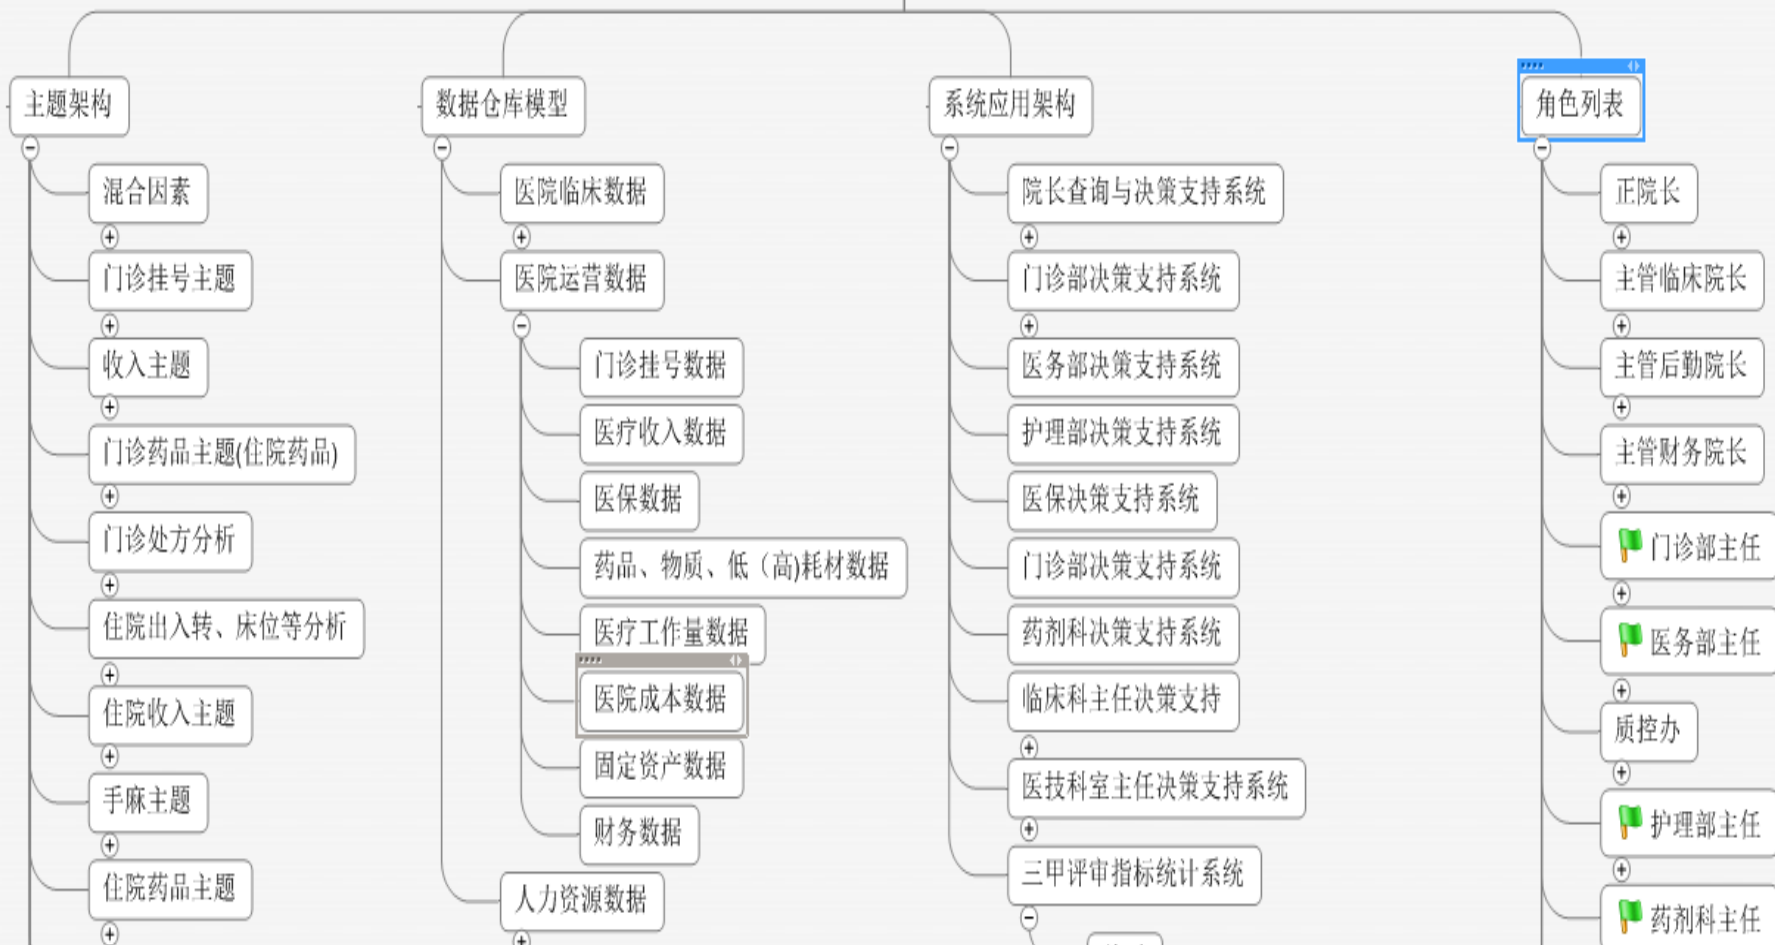 主题架构
混合因素
门诊挂号主题
收入主题
门诊药品主题(住院药品)
门诊处方分析
住院出入转、床位等分析
住院收入主题
手麻主题
住院药品主题
数据仓库模型
医院临床数据
医院运营数据
门诊挂号数据
医疗收入数据
医保数据
药品、物质、低（高)耗材数据
医疗工作量数据
医院成本数据
固定资产数据
财务数据
人力资源数据
系统应用架构
院长查询与决策支持系统
门诊部决策支持系统
医务部决策支持系统
护理部决策支持系统
医保决策支持系统
门诊部决策支持系统
药剂科决策支持系统
临床科主任决策支持
医技科室主任决策支持系统
三甲评审指标统计系统
角色列表
正院长
主管临床院长
主管后勤院长
主管财务院长
门诊部主任
医务部主任
质控办
护理部主任
药剂科主任